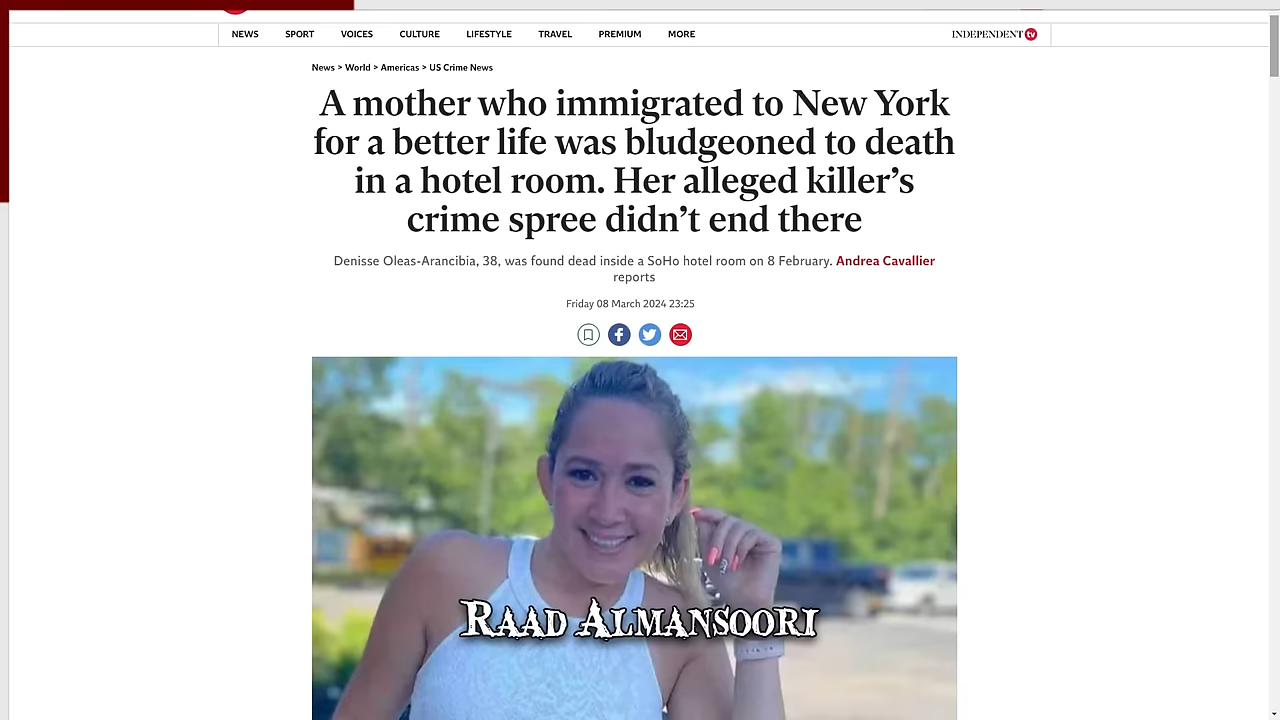 NEWS SPORT VOICES CULTURE LIFESTYLE TRAVEL PREMIUM MORE INDEPENDENT tv
News > World > Americas > US Crime News
A mother who immigrated to New York
for a better life was bludgeoned to death
in a hotel room. Her alleged killer’s
crime spree didn’t end there
Denisse Oleas-Arancibia, 38, was found dead inside a SoHo hotel room on 8 February. Andrea Cavallier
reports
Friday 08 March 2024 23:25
Raad Almansoori